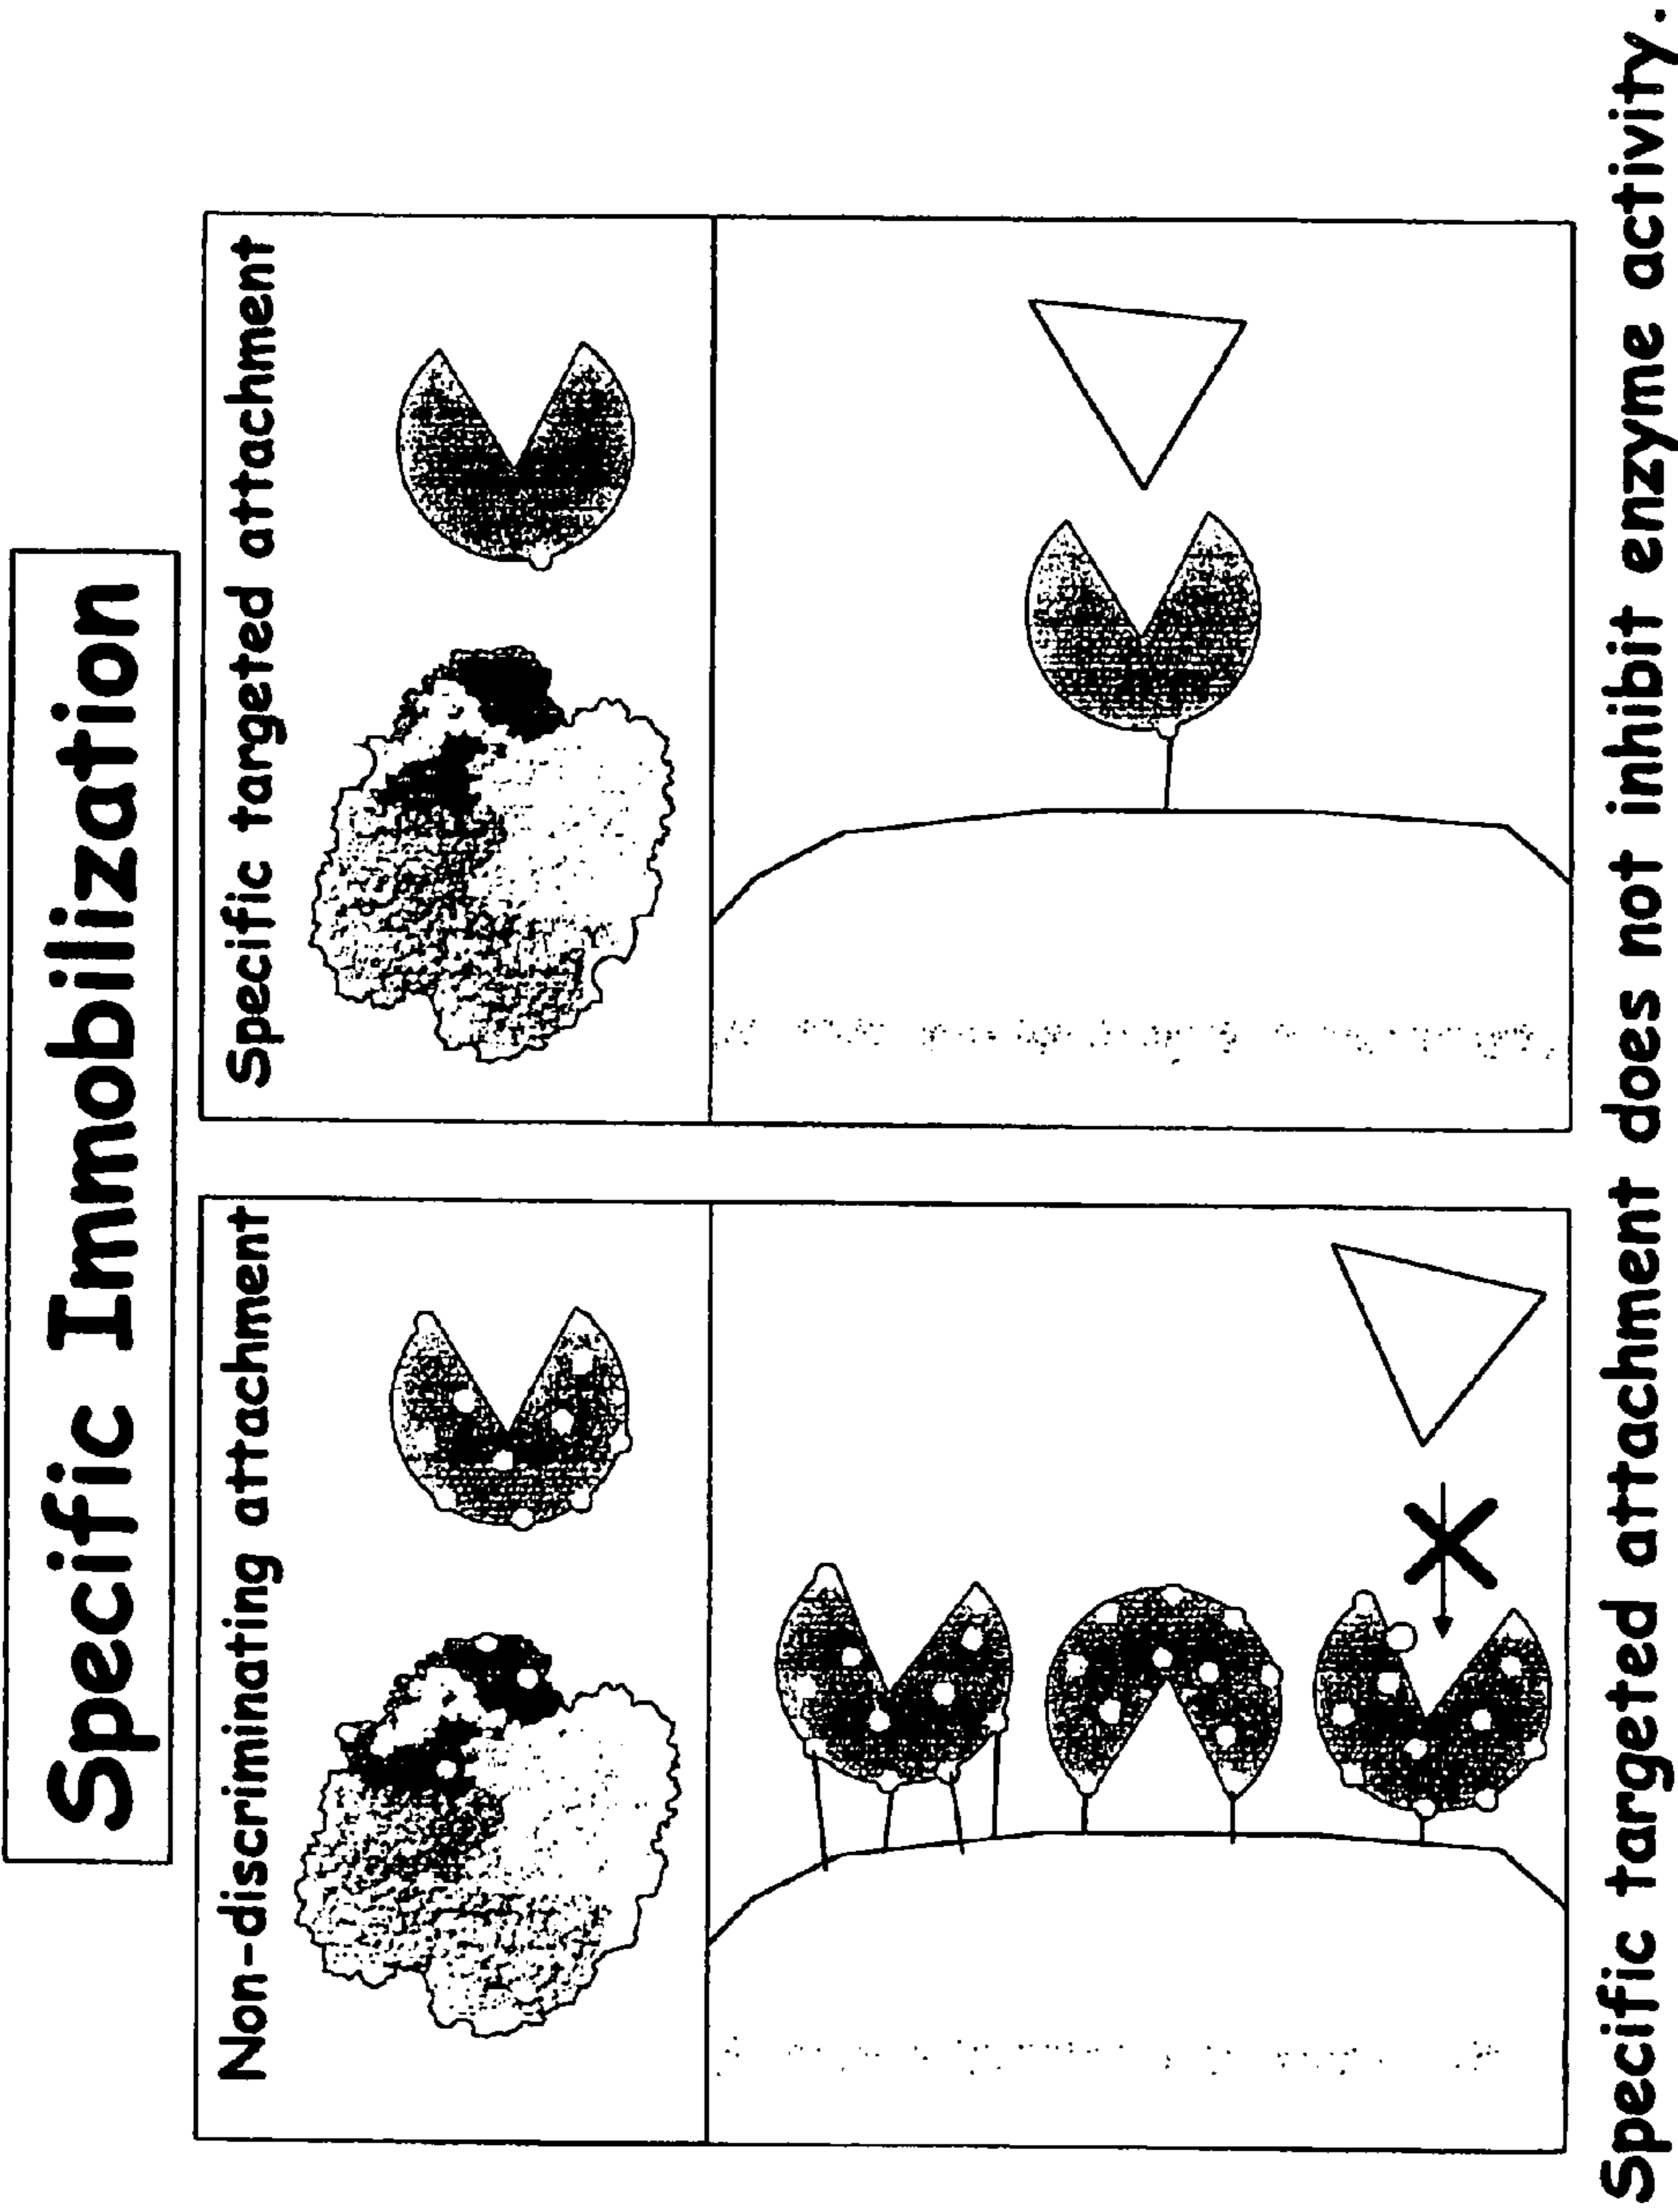 Specific Immobilization
Non-discriminating attachment
Specific targeted attachment
Specific targeted attachment does not inhibit enzyme activity.